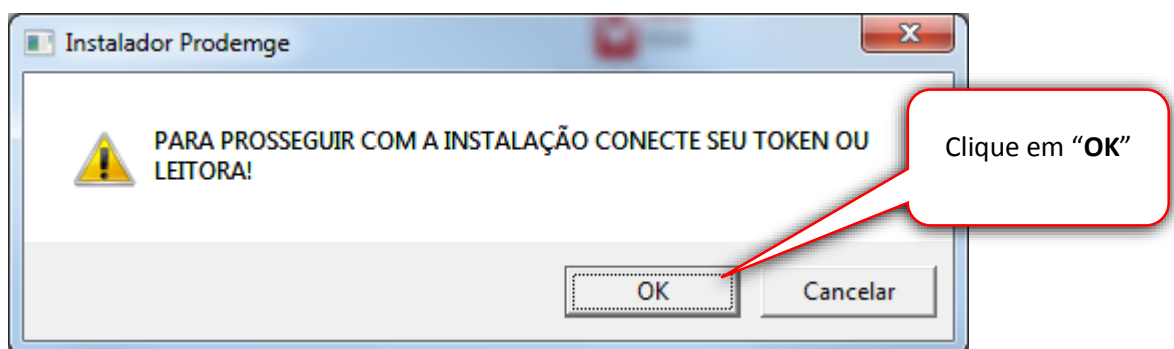 Instalador Prodemge
PARA PROSSEGUIR COM A INSTALAÇÃO CONECTE SEU TOKEN OU
LEITORA!
Clique em “OK”
OK
Cancelar